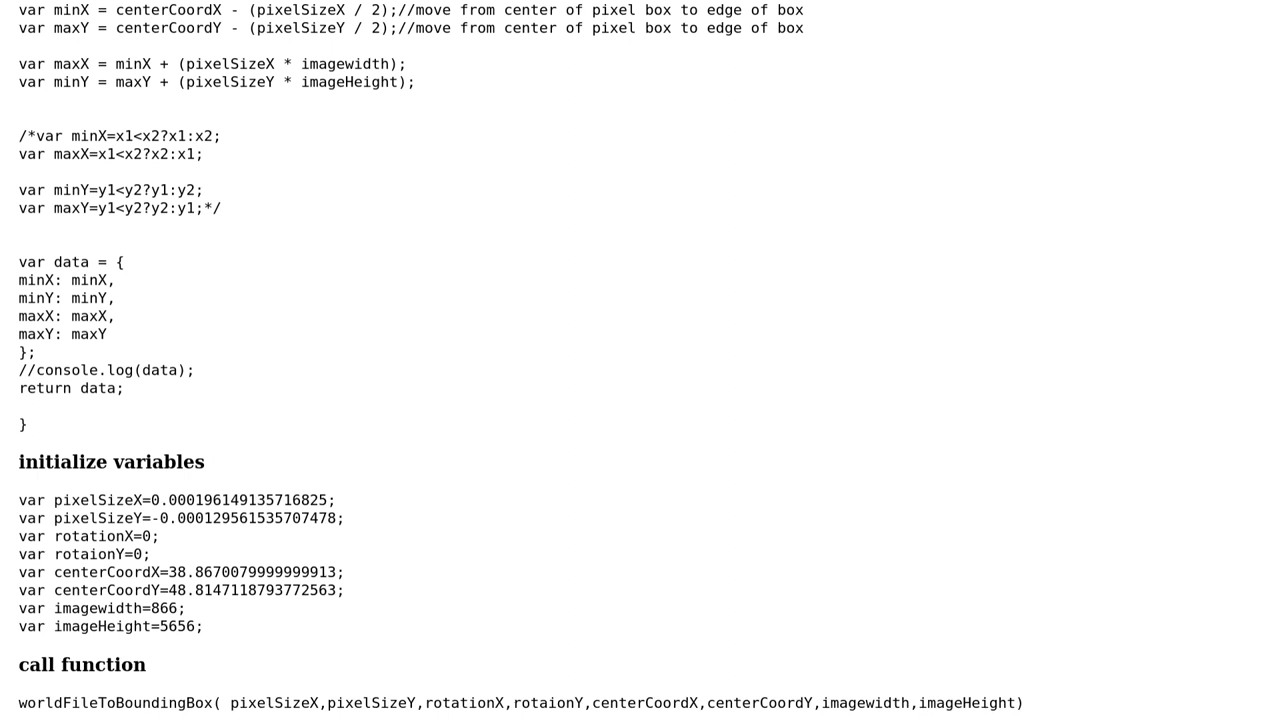 var minX = centerCoordX - (pixelSizeX / 2);//move from center of pixel box to edge of box
var maxY = centerCoordY - (pixelSizeY / 2);//move from center of pixel box to edge of box
var maxX = minX + (pixelSizeX * imagewidth);
var minY = maxY + (pixelSizeY * imageHeight);
/*var minX=x1<x2?x1:x2;
var maxX=x1<x2?x2:x1;
var minY=y1<y2?y1:y2;
var maxY=y1<y2?y2:y1;*/
var data = {
minX: minX,
minY: minY,
maxX: maxX,
maxY: maxY
};
//console.log(data);
return data;
}
initialize variables
var pixelSizeX=0.000196149135716825;
var pixelSizeY=-0.000129561535707478;
var rotationX=0;
var rotaionY=0;
var centerCoordX=38.8670079999999913;
var centerCoordY=48.8147118793772563;
var imagewidth=866;
var imageHeight=5656;
call function
worldFileToBoundingBox( pixelSizeX,pixelSizeY,rotationX,rotaionY,centerCoordX,centerCoordY,imagewidth,imageHeight)